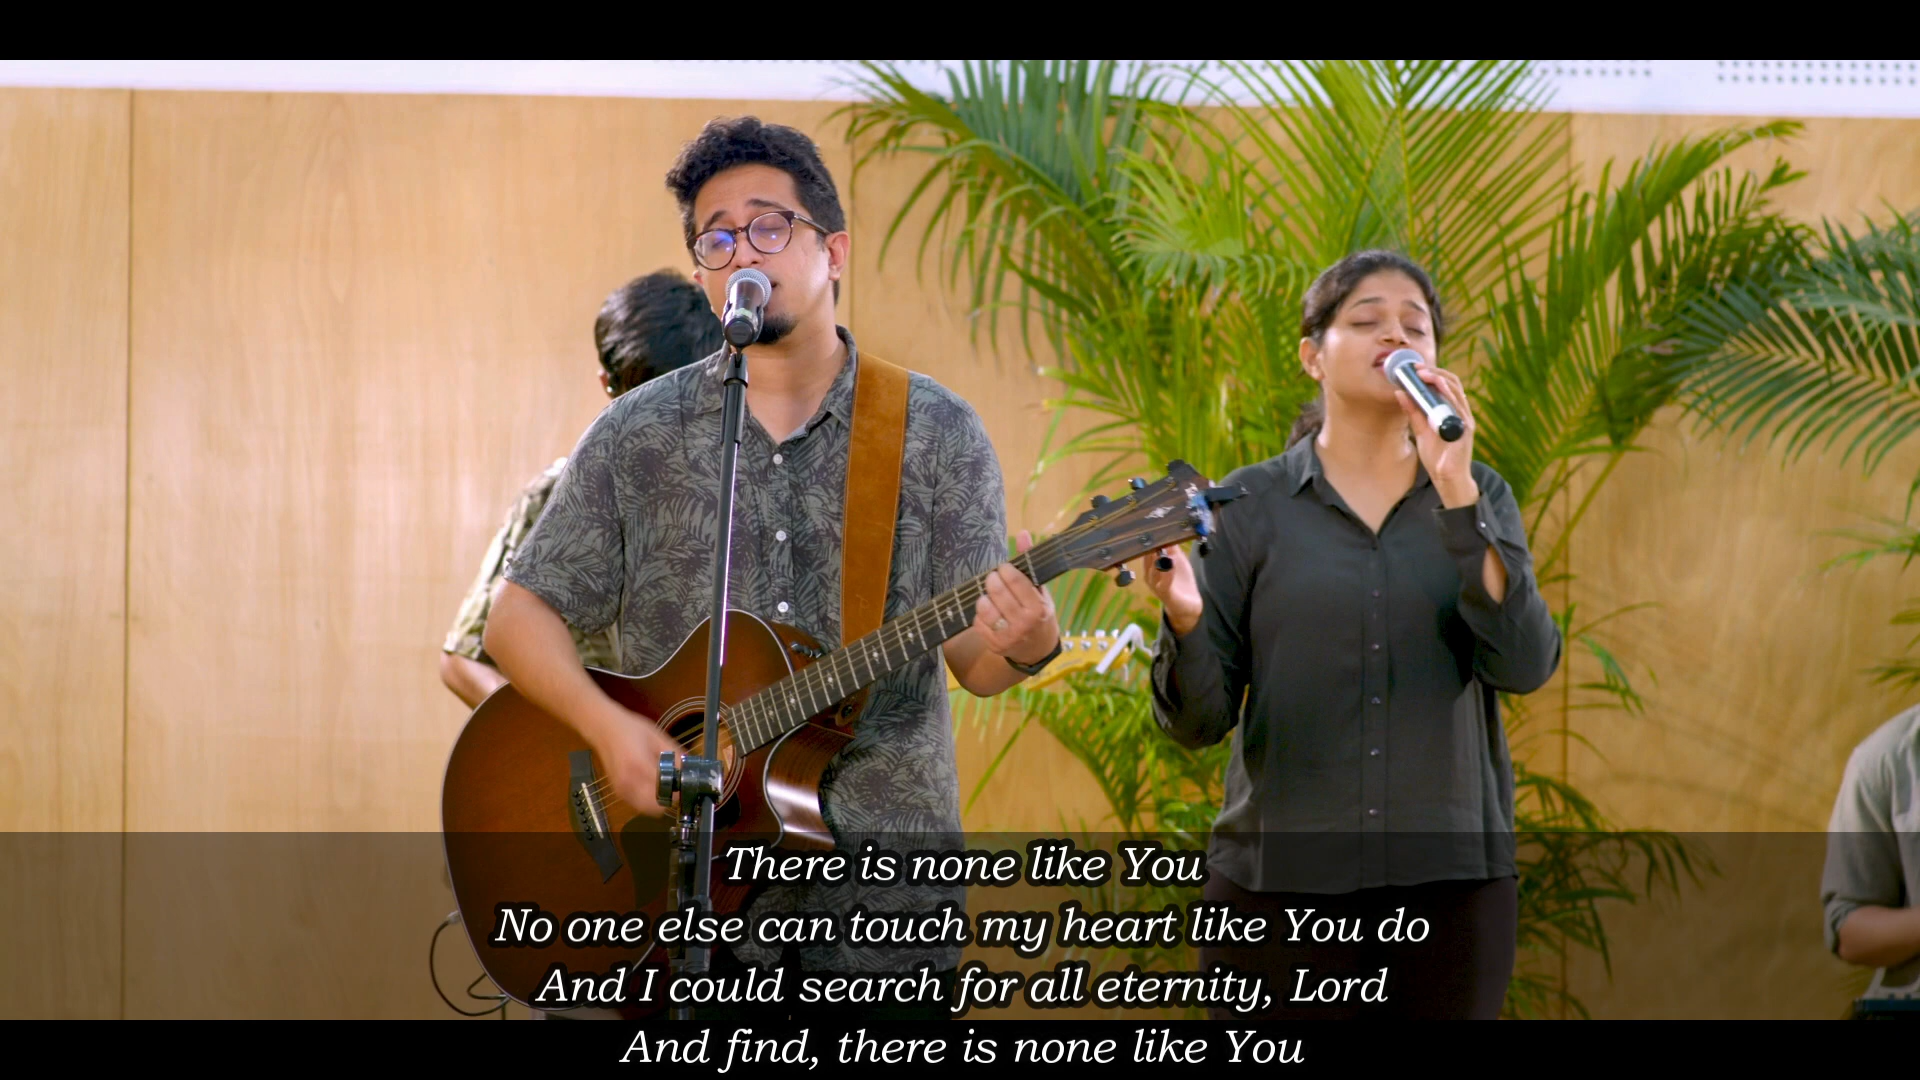 There is none like You
No one else can touch my heart like You do
And I could search for all eternity, Lord
And find, there is none like You